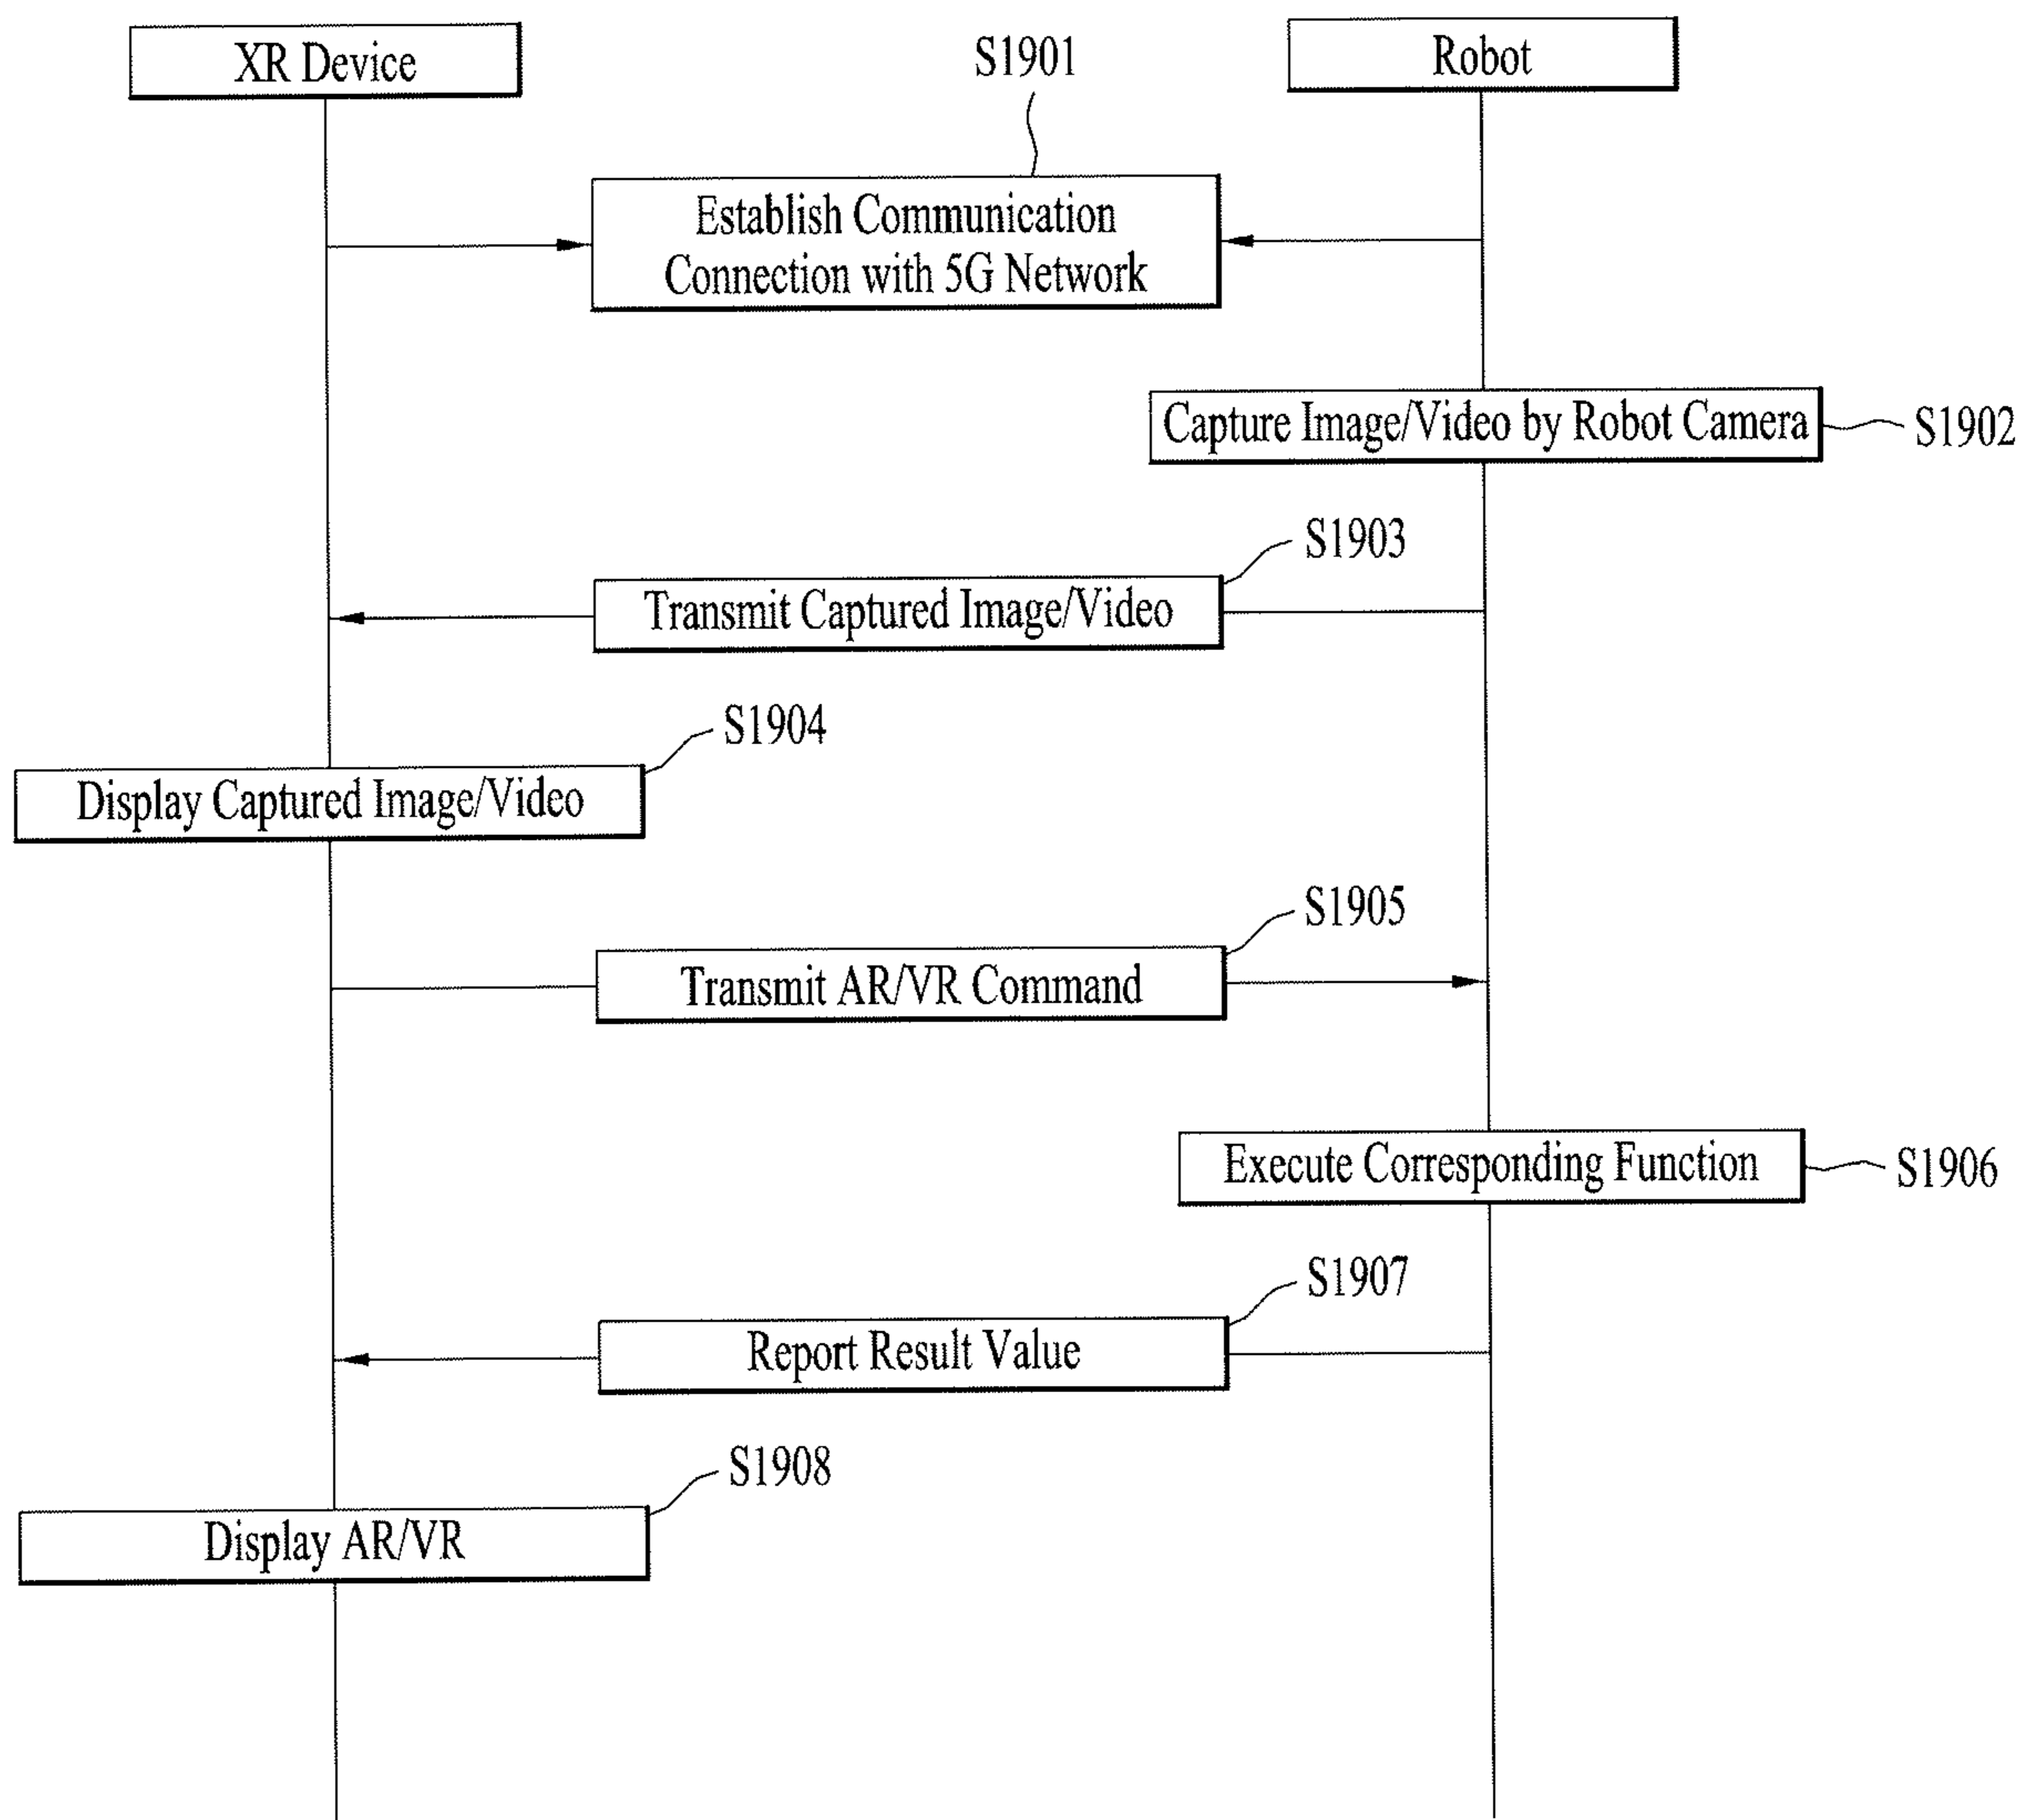 XR Device
S1901
Robot
Establish Communication
Connection with 5G Network
Capture Image/Video by Robot Camera
S1902
S1903
Transmit Captured Image/Video
S1904
Display Captured Image/Video
S1905
Transmit AR/VR Command
Execute Corresponding Function
S1906
S1907
Report Result Value
S1908
Display AR/VR